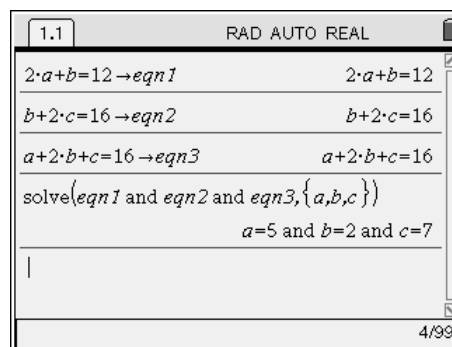 1.1 RAD AUTO REAL
2·a+b=12→eqn1 2·a+b=12
b+2·c=16→eqn2 b+2·c=16
a+2·b+c=16→eqn3 a+2·b+c=16
solve(eqn1 and eqn2 and eqn3,{a,b,c})
a=5 and b=2 and c=7
4/99